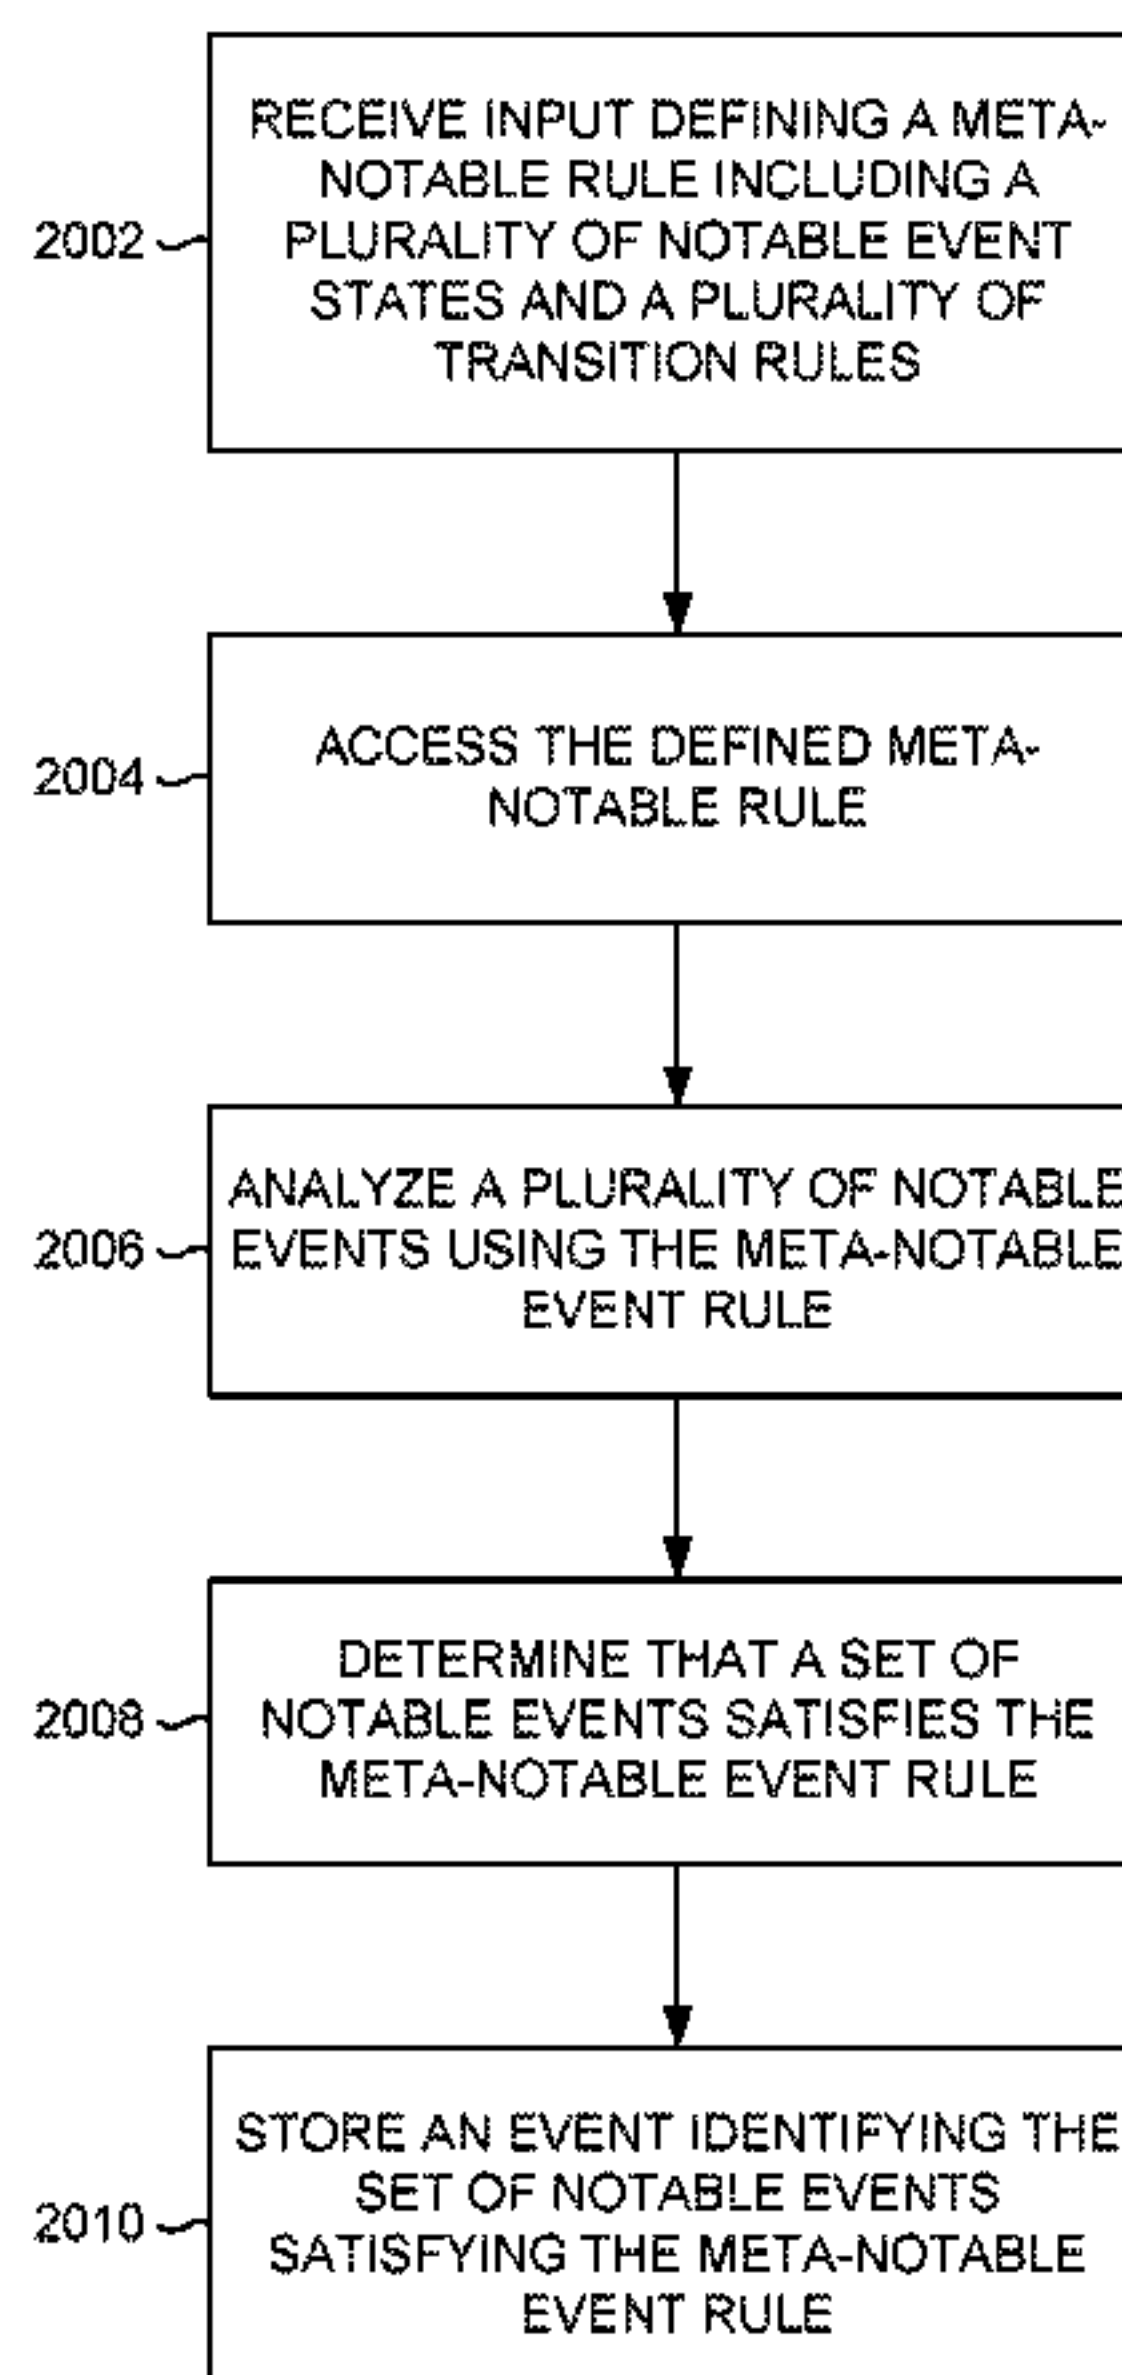 RECEIVE INPUT DEFINING A META-
NOTABLE RULE INCLUDING A
2002
PLURALITY OF NOTABLE EVENT
STATES AND A PLURALITY OF
TRANSITION RULES
ACCESS THE DEFINED META-
2004
NOTABLE RULE
ANALYZE A PLURALITY OF NOTABLE
2006
EVENTS USING THE META-NOTABLE
EVENT RULE
DETERMINE THAT A SET OF
2008
NOTABLE EVENTS SATISFIES THE
META-NOTABLE EVENT RULE
STORE AN EVENT IDENTIFYING THE
SET OF NOTABLE EVENTS
2010
SATISFYING THE META-NOTABLE
EVENT RULE